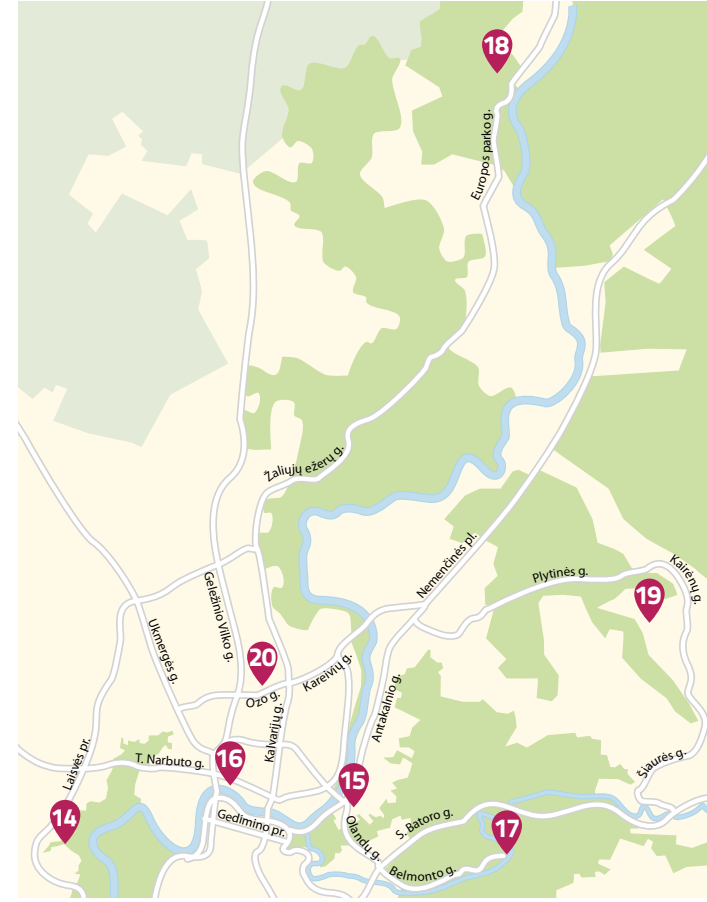 18
Europos parko g.
Žaliųjų ežerų g.
Nemenčinės pl.
Plytinės g.
Kairėnų g.
19
Geležinio Vilko g.
Ukmergės g.
20
Kareivių g.
Ozo g.
Antakalnio g.
Kalvarijų g.
Laisvės pr.
T. Narbuto g.
16
Šiaurės g.
15
14
Gedimino pr.
Olandų g.
S. Batoro g.
17
Belmonto g.